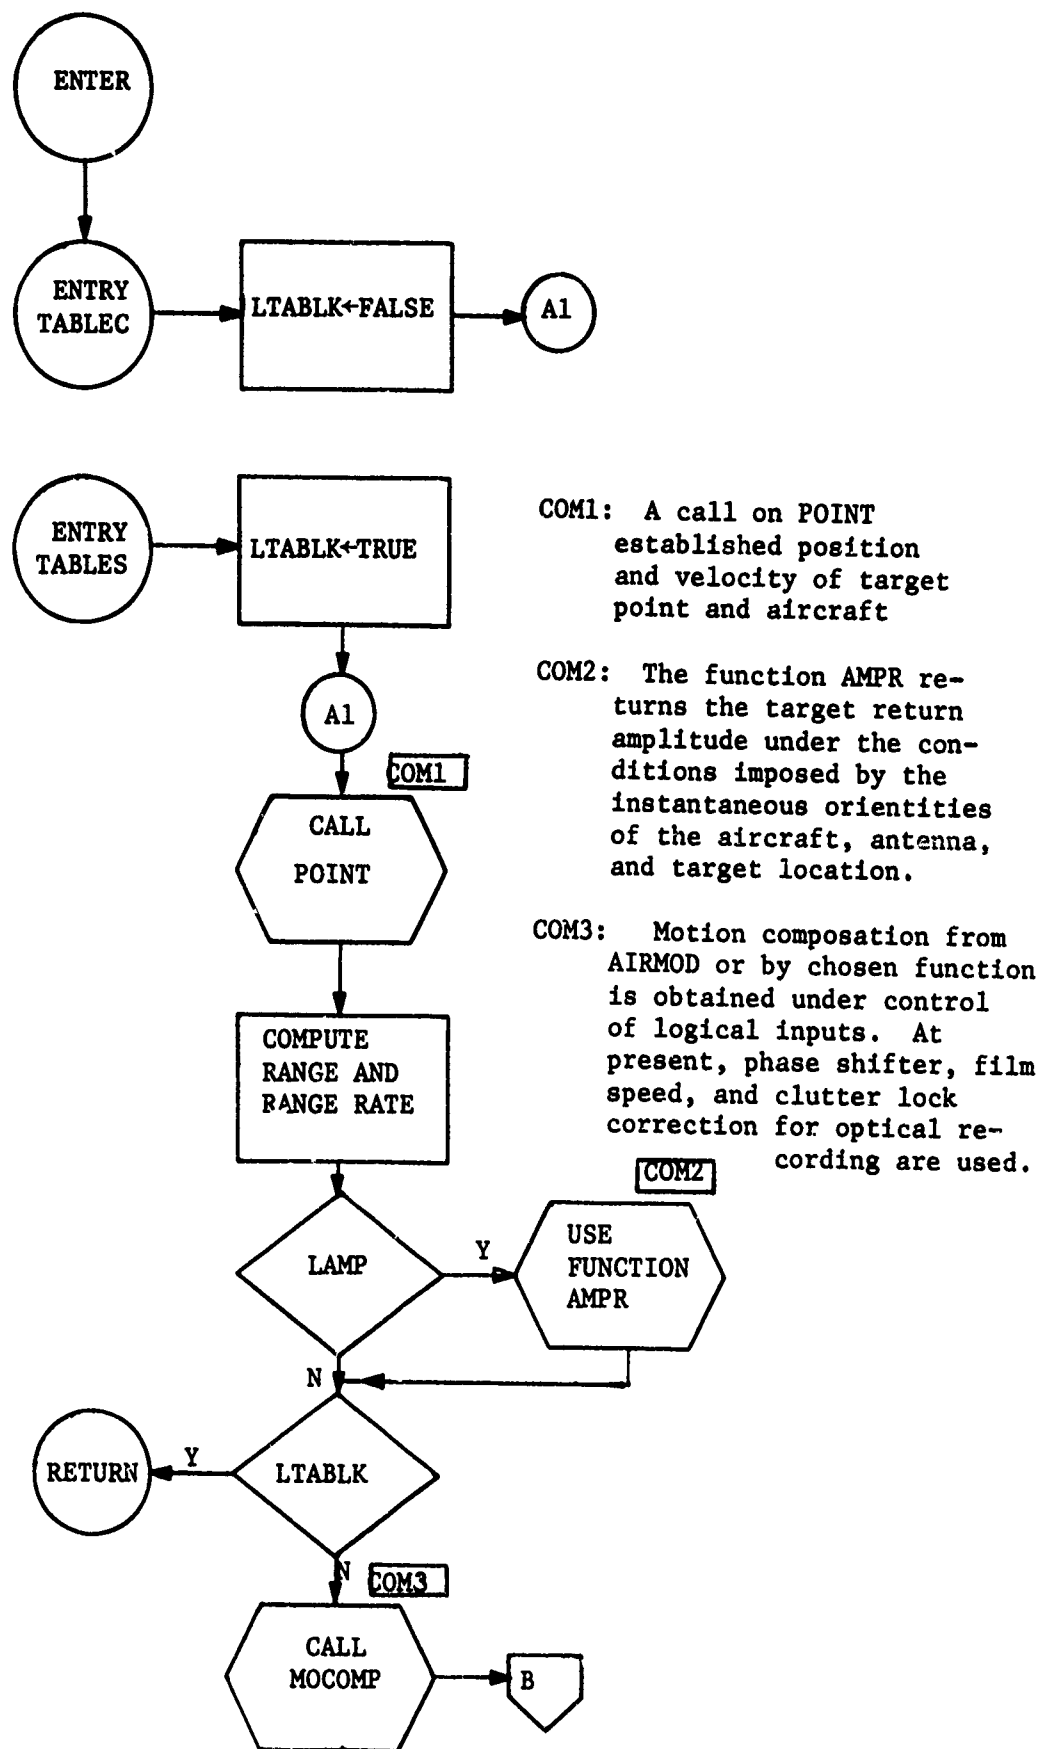 ENTER
ENTRY
TABLEC
LTABLK←FALSE
A1
ENTRY
TABLES
LTABLK←TRUE
A1
COM1
CALL
POINT
COMPUTE
RANGE AND
RANGE RATE
LAMP
Y
COM2
USE
FUNCTION
AMPR
N
LTABLK
Y
RETURN
N
COM3
CALL
MOCOMP
B
COM1: A call on POINT
established position
and velocity of target
point and aircraft
COM2: The function AMPR re-
turns the target return
amplitude under the con-
ditions imposed by the
instantaneous orientities
of the aircraft, antenna,
and target location.
COM3: Motion composation from
AIRMOD or by chosen function
is obtained under control
of logical inputs. At
present, phase shifter, film
speed, and clutter lock
correction for optical re-
cording are used.